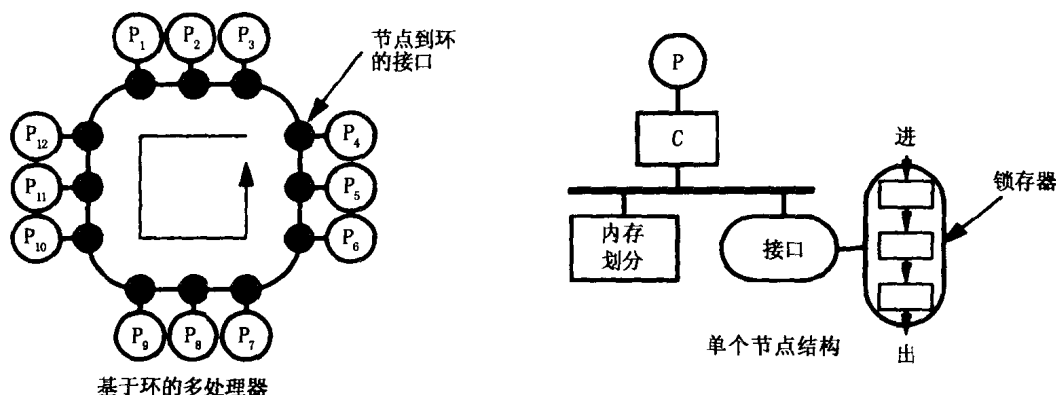 P₁
P₂
P₃
节点到环
的接口
P₁₂
P₄
P₁₁
P₅
P₁₀
P₆
P₉
P₈
P₇
基于环的多处理器
P
C
进
锁存器
内存
划分
接口
单个节点结构
出